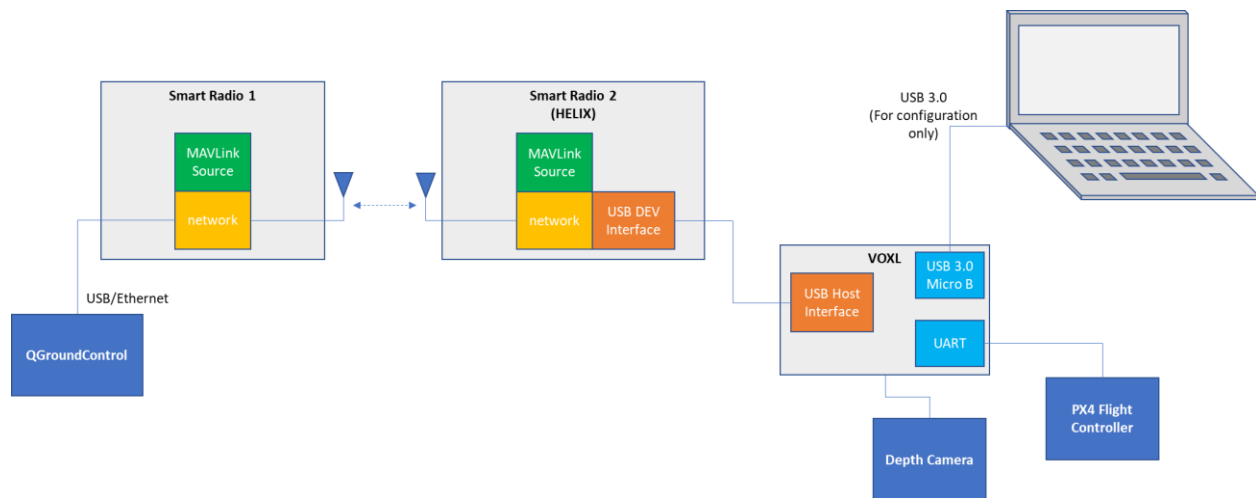 Smart Radio 1
MAVLink
Source
network
USB/Ethernet
QGroundControl
Smart Radio 2
(HELIX)
MAVLink
Source
network
USB DEV
Interface
USB 3.0
(For configuration
only)
VOXL
USB Host
Interface
USB 3.0
Micro B
UART
Depth Camera
PX4 Flight
Controller